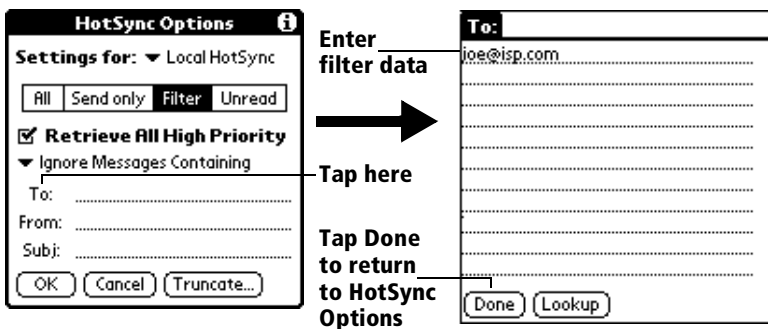 HotSync Options
Settings for: Local HotSync
All Send only Filter Unread
Retrieve All High Priority
Ignore Messages Containing
To:
From:
Subj:
OK Cancel Truncate...
Enter
filter data
Tap here
Tap Done
to return
to HotSync
Options
To:
joe@isp.com
Done Lookup